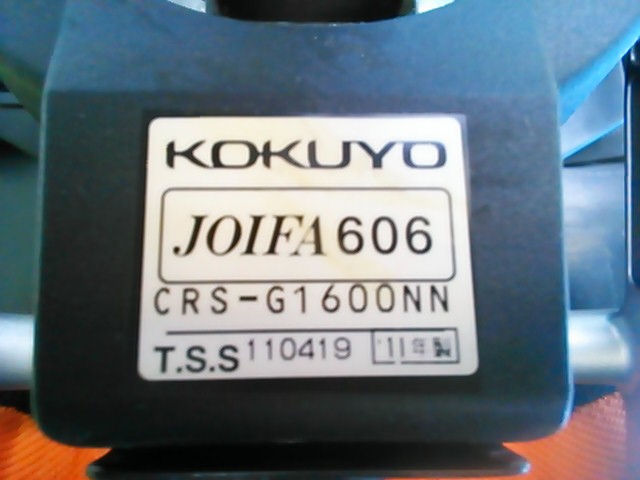 KOKUYO
JOIFA 606
CRS-G1600NN
T.S.S 110419 '11年製